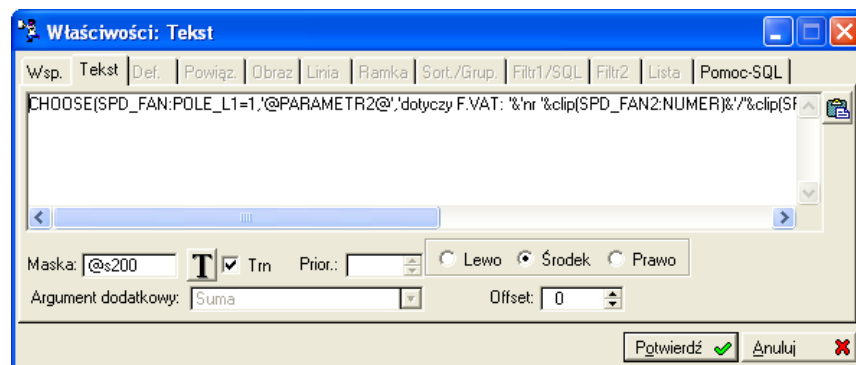 Właściwości: Tekst
Wsp. Tekst Def. Powiąz. Obraz Linia Ramka Sort./Grup. Filtr1/SQL Filtr2 Lista Pomoc-SQL
CHOOSE(SPD_FAN:POLE_L1=1,'@PARAMETR2@','dotyczy F.VAT: '&'nr '&clip(SPD_FAN2:NUMER)&'/'&clip(SF
Maska: @s200 T Trn Prior.: Lewo Środek Prawo
Argument dodatkowy: Suma Offset: 0
Potwierdź Anuluj